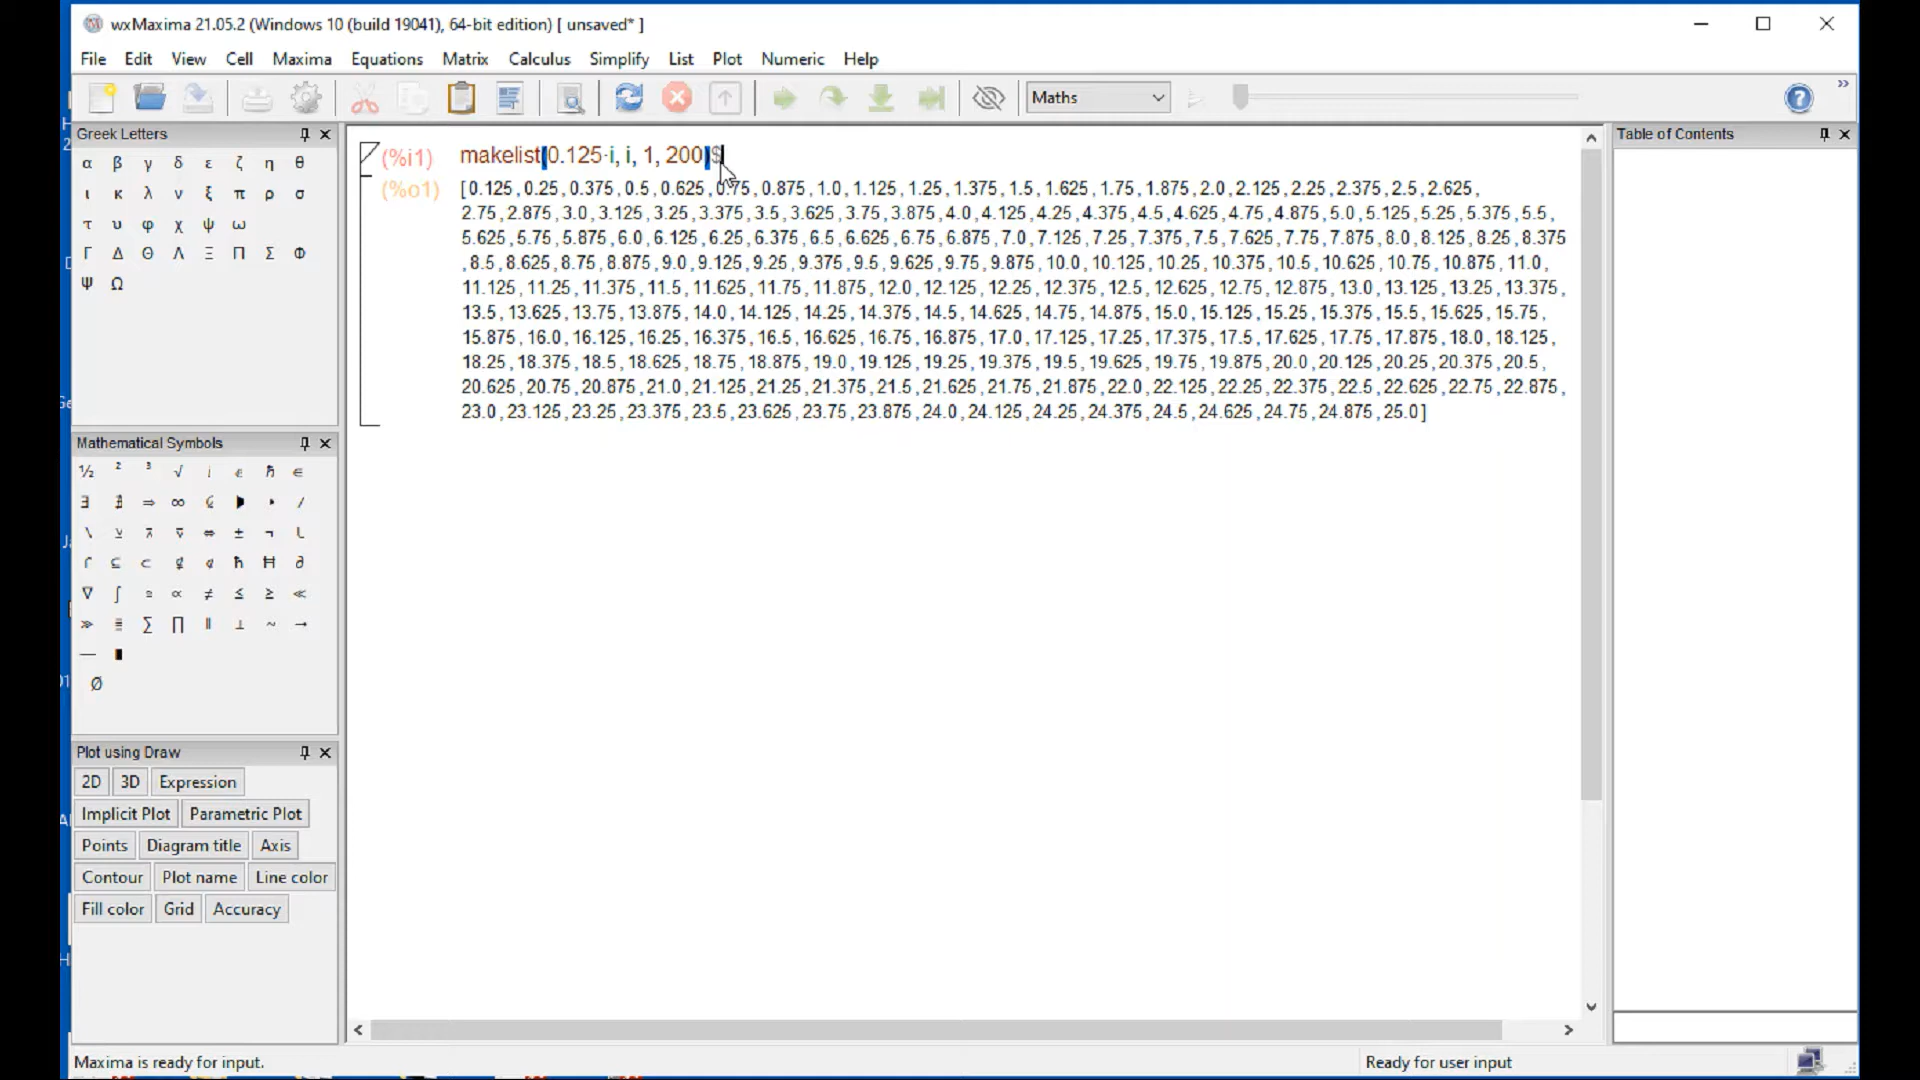 wxMaxima 21.05.2 (Windows 10 (build 19041), 64-bit edition) [ unsaved* ]
File Edit View Cell Maxima Equations Matrix Calculus Simplify List Plot Numeric Help
Maths
Greek Letters
α β γ δ ε ζ η θ
ι κ λ ν ξ π ρ σ
τ υ φ χ ψ ω
Γ Δ Θ Λ Ξ Π Σ Φ
Ψ Ω
Mathematical Symbols
½ ² ³ √ ħ ∈
∃ ∄ ⇒ ∞ /
\ ⇔ ± ¬
⊆ ⊂ ħ Ħ ∂
∇ ∫ ∝ ≠ ≤ ≥ ≪
≫ ∑ ∏ ∥ ⊥ ~ →
Ø
Plot using Draw
2D 3D Expression
Implicit Plot Parametric Plot
Points Diagram title Axis
Contour Plot name Line color
Fill color Grid Accuracy
(%i1) makelist(0.125·i, i, 1, 200)$
(%o1) [0.125,0.25,0.375,0.5,0.625,0.75,0.875,1.0,1.125,1.25,1.375,1.5,1.625,1.75,1.875,2.0,2.125,2.25,2.375,2.5,2.625,
2.75,2.875,3.0,3.125,3.25,3.375,3.5,3.625,3.75,3.875,4.0,4.125,4.25,4.375,4.5,4.625,4.75,4.875,5.0,5.125,5.25,5.375,5.5,
5.625,5.75,5.875,6.0,6.125,6.25,6.375,6.5,6.625,6.75,6.875,7.0,7.125,7.25,7.375,7.5,7.625,7.75,7.875,8.0,8.125,8.25,8.375
,8.5,8.625,8.75,8.875,9.0,9.125,9.25,9.375,9.5,9.625,9.75,9.875,10.0,10.125,10.25,10.375,10.5,10.625,10.75,10.875,11.0,
11.125,11.25,11.375,11.5,11.625,11.75,11.875,12.0,12.125,12.25,12.375,12.5,12.625,12.75,12.875,13.0,13.125,13.25,13.375,
13.5,13.625,13.75,13.875,14.0,14.125,14.25,14.375,14.5,14.625,14.75,14.875,15.0,15.125,15.25,15.375,15.5,15.625,15.75,
15.875,16.0,16.125,16.25,16.375,16.5,16.625,16.75,16.875,17.0,17.125,17.25,17.375,17.5,17.625,17.75,17.875,18.0,18.125,
18.25,18.375,18.5,18.625,18.75,18.875,19.0,19.125,19.25,19.375,19.5,19.625,19.75,19.875,20.0,20.125,20.25,20.375,20.5,
20.625,20.75,20.875,21.0,21.125,21.25,21.375,21.5,21.625,21.75,21.875,22.0,22.125,22.25,22.375,22.5,22.625,22.75,22.875,
23.0,23.125,23.25,23.375,23.5,23.625,23.75,23.875,24.0,24.125,24.25,24.375,24.5,24.625,24.75,24.875,25.0]
Table of Contents
Maxima is ready for input.
Ready for user input